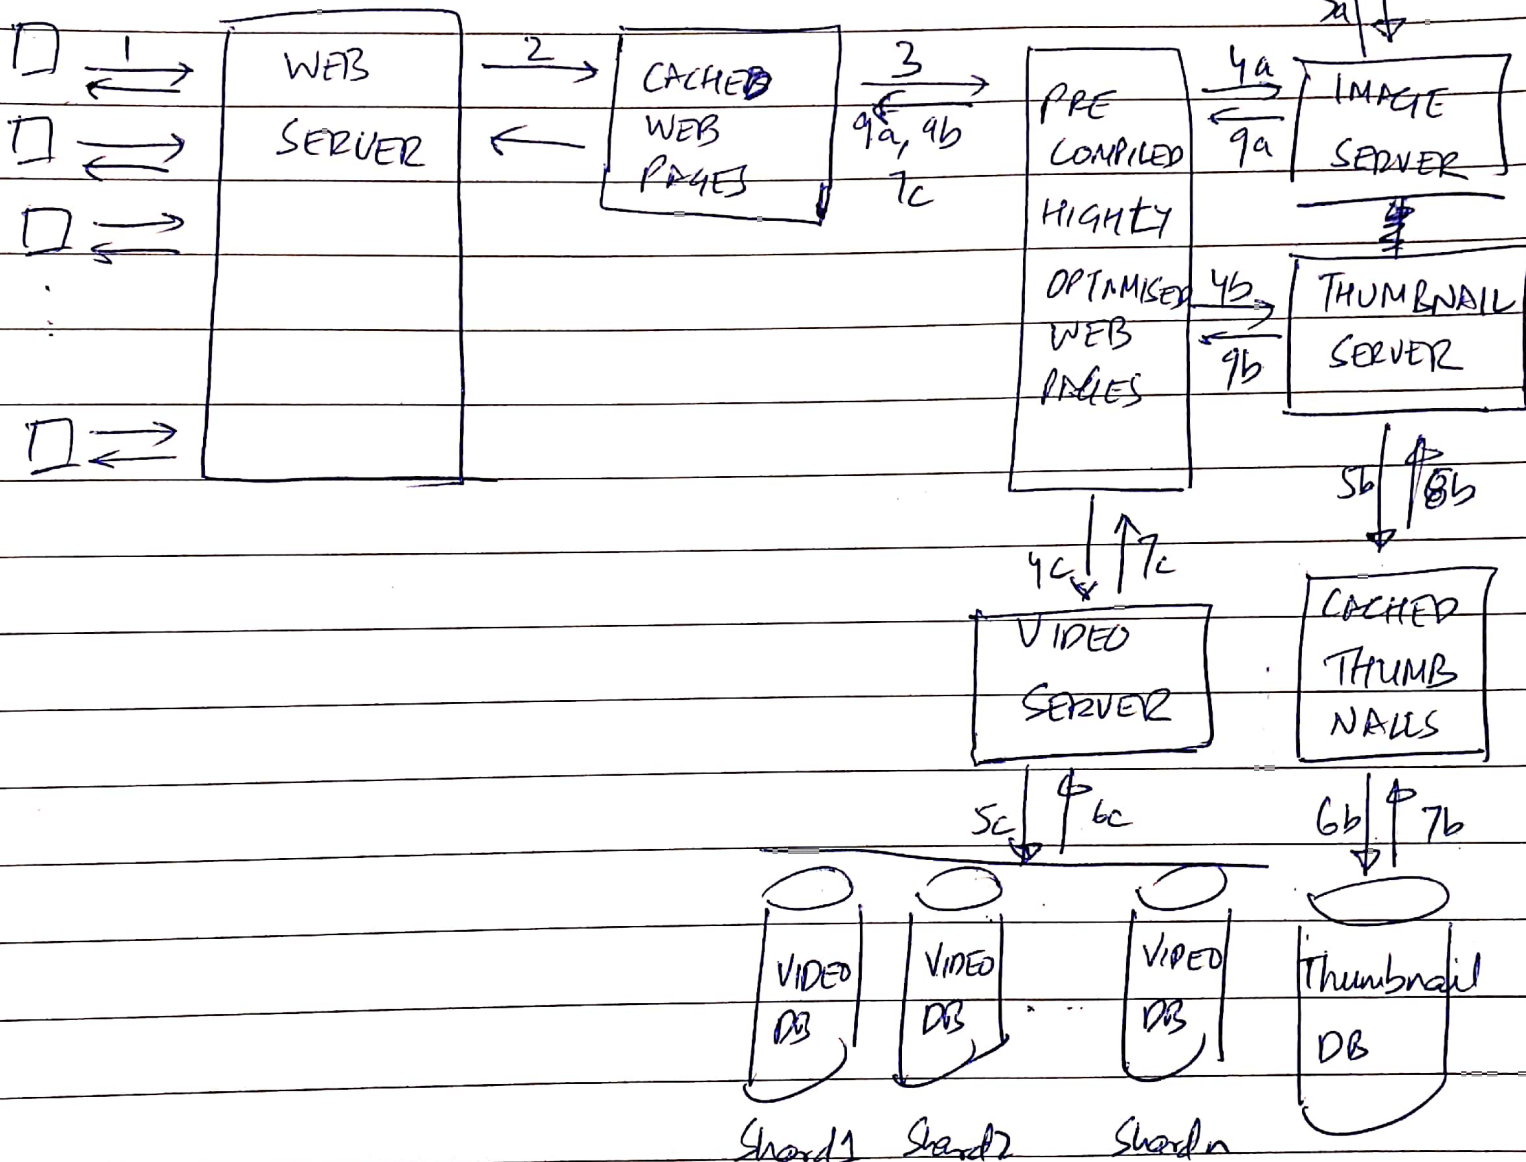 1
WEB
SERVER
2
CACHED
WEB
PAGES
3
9a, 9b
7c
PRE
COMPILED
HIGHLY
OPTAMISED
WEB
PAGES
4a
9a
IMAGE
SERVER
4b
9b
THUMBNAIL
SERVER
5b
8b
4c
7c
VIDEO
SERVER
CACHED
THUMB
NAILS
5c
6c
6b
7b
VIDEO
DB
VIDEO
DB
VIDEO
DB
Thumbnail
DB
Shard1
Shard2
Shardn